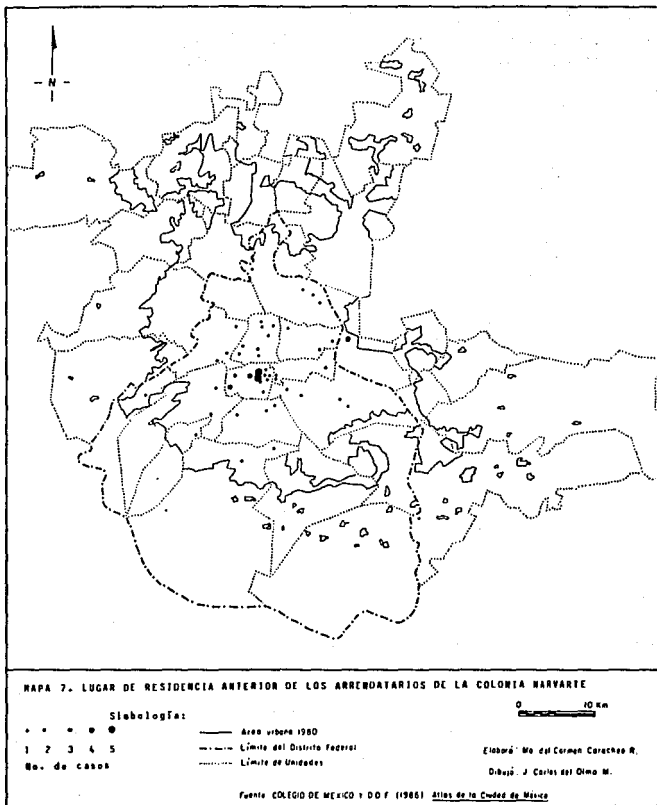 N
MAPA 7. LUGAR DE RESIDENCIA ANTERIOR DE LOS ARRENDATARIOS DE LA COLONIA NARVARTE
Simbología:
1 2 3 4 5
No. de casos
Area urbana 1980
Límite del Distrito Federal
Límite de Unidades
0 10 Km
Elaboró: Ma. del Carmen Caracheo R.
Dibujó: J. Carlos del Olmo M.
Fuente COLEGIO DE MEXICO Y D D F (1986) Atlas de la Ciudad de México